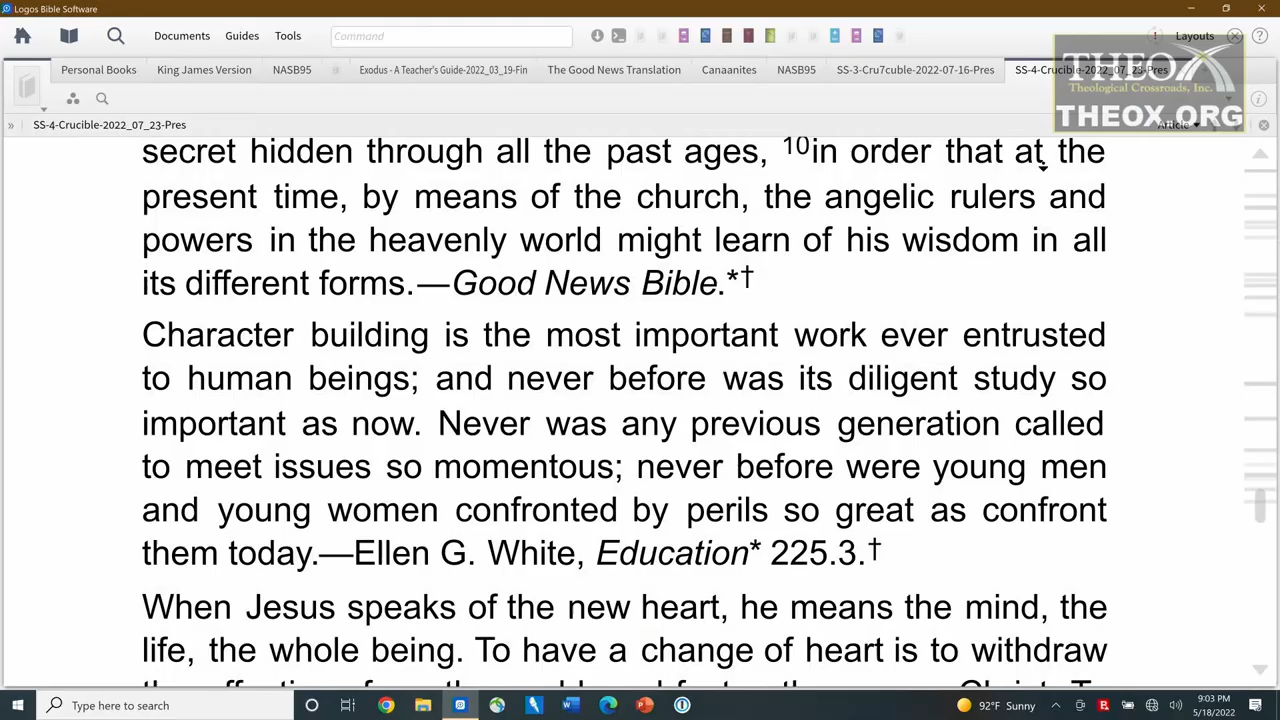 Logos Bible Software
Documents Guides Tools Command Layouts
Personal Books King James Version NASB95 2022_03_19-Fin The Good News Translation Canaanites NASB95 SS-3-Cru7cuble-2022-07-16-Pres SS-4-Crucible-2022_07_23-Pres
THEOX
Theological Crossroads, Inc.
THEOX.ORG
SS-4-Crucible-2022_07_23-Pres Article
secret hidden through all the past ages, 10in order that at the
present time, by means of the church, the angelic rulers and
powers in the heavenly world might learn of his wisdom in all
its different forms.—Good News Bible.*†
Character building is the most important work ever entrusted
to human beings; and never before was its diligent study so
important as now. Never was any previous generation called
to meet issues so momentous; never before were young men
and young women confronted by perils so great as confront
them today.—Ellen G. White, Education* 225.3.†
When Jesus speaks of the new heart, he means the mind, the
life, the whole being. To have a change of heart is to withdraw
Type here to search 92°F Sunny 9:03 PM
5/18/2022